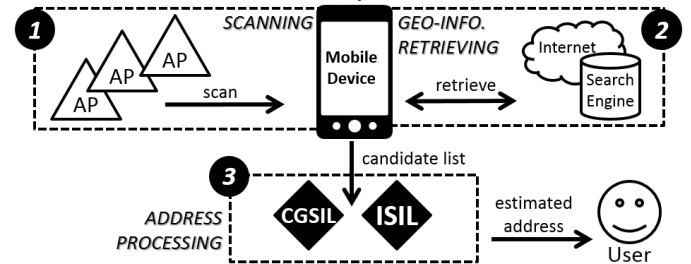 1
SCANNING
AP
AP
AP
scan
Mobile
Device
GEO-INFO.
RETRIEVING
2
Internet
Search
Engine
retrieve
candidate list
3
ADDRESS
PROCESSING
CGSIL
ISIL
estimated
address
User